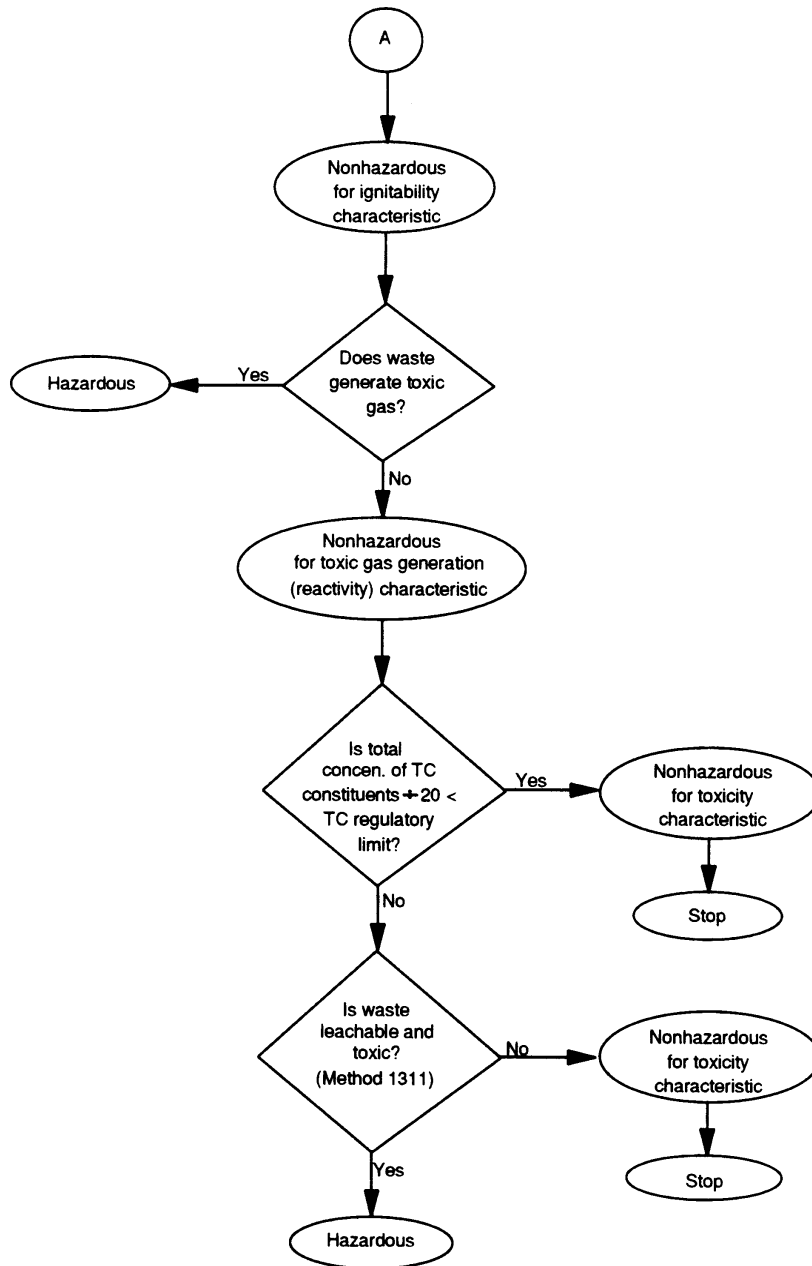 A
Nonhazardous
for ignitability
characteristic
Does waste
generate toxic
gas?
Yes
Hazardous
No
Nonhazardous
for toxic gas generation
(reactivity) characteristic
Is total
concen. of TC
constituents ÷ 20 <
TC regulatory
limit?
Yes
Nonhazardous
for toxicity
characteristic
Stop
No
Is waste
leachable and
toxic?
(Method 1311)
No
Nonhazardous
for toxicity
characteristic
Stop
Yes
Hazardous